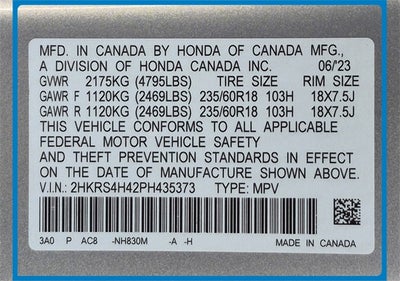 MFD. IN CANADA BY HONDA OF CANADA MFG.,
A DIVISION OF HONDA CANADA INC. 06/23
GVWR 2175KG (4795LBS) TIRE SIZE RIM SIZE
GAWR F 1120KG (2469LBS) 235/60R18 103H 18X7.5J
GAWR R 1120KG (2469LBS) 235/60R18 103H 18X7.5J
THIS VEHICLE CONFORMS TO ALL APPLICABLE
FEDERAL MOTOR VEHICLE SAFETY
AND THEFT PREVENTION STANDARDS IN EFFECT
ON THE DATE OF MANUFACTURE SHOWN ABOVE.
V.I.N.: 2HKRS4H42PH435373 TYPE: MPV
3A0 P AC8 -NH830M -A -H MADE IN CANADA